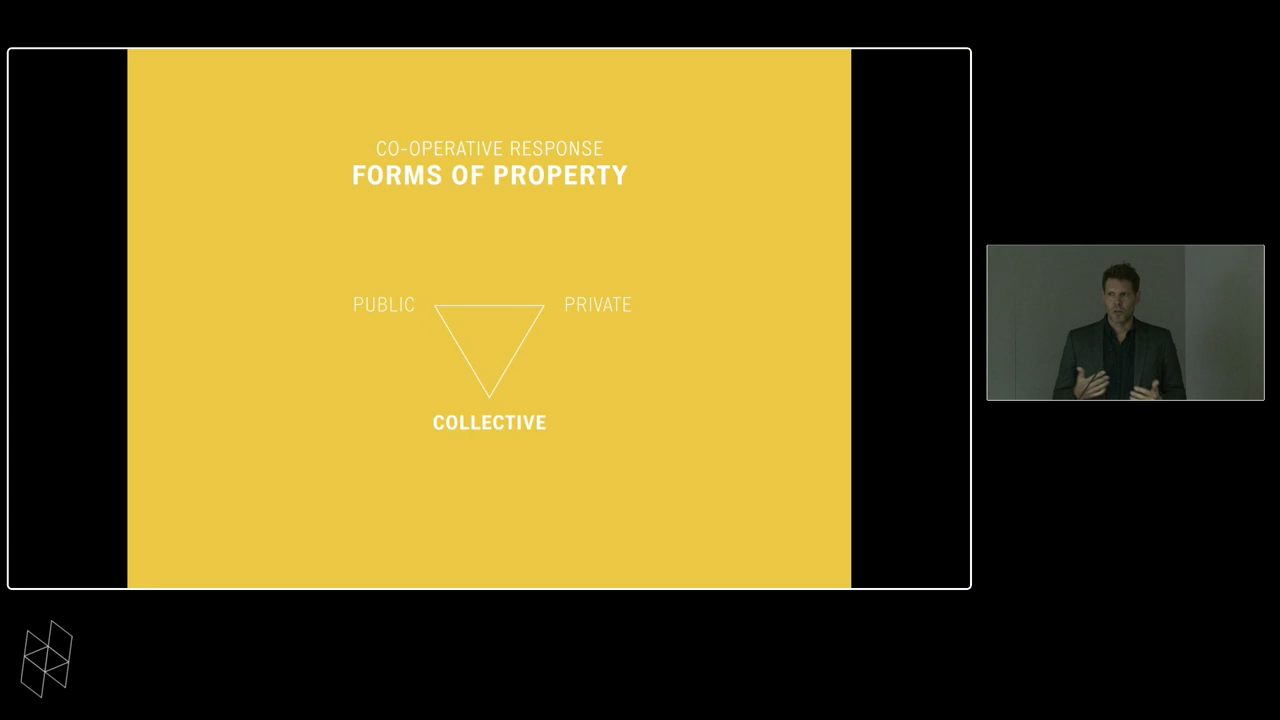 CO-OPERATIVE RESPONSE
FORMS OF PROPERTY
PUBLIC
PRIVATE
COLLECTIVE